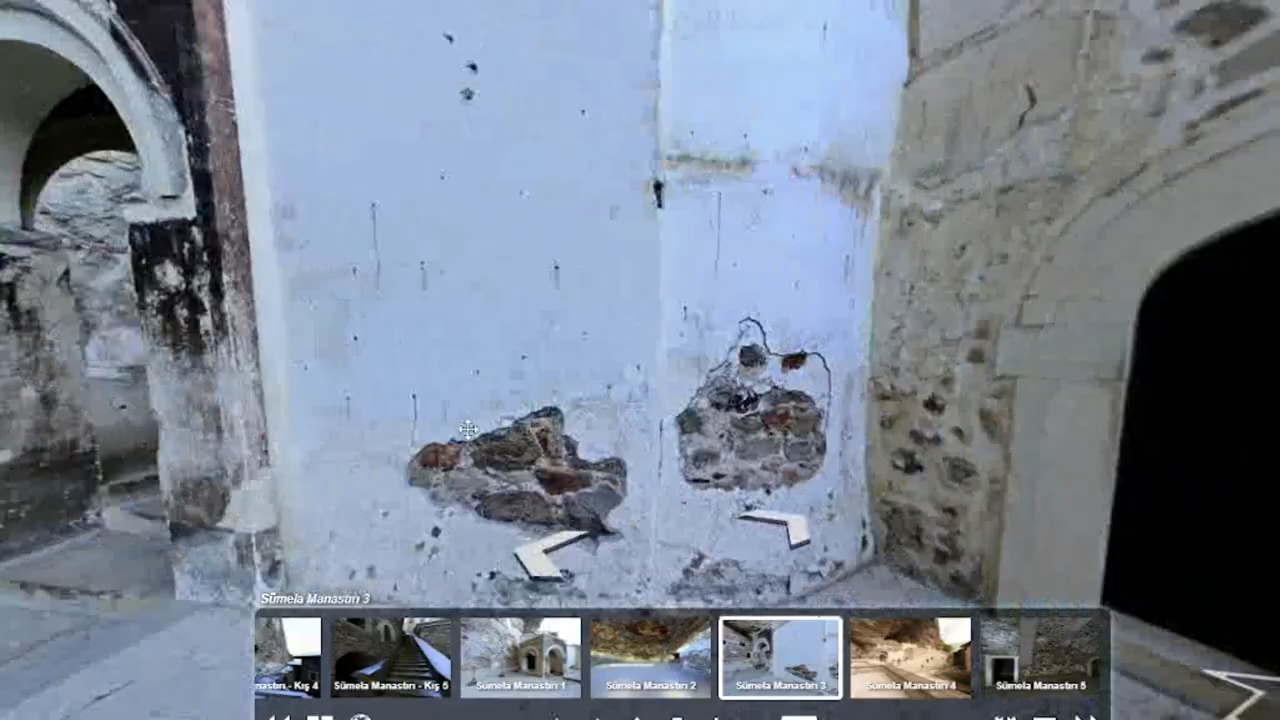 Sümela Manastırı 3
nastırı - Kış 4
Sümela Manastırı - Kış 5
Sümela Manastırı 1
Sümela Manastırı 2
Sümela Manastırı 3
Sümela Manastırı 4
Sümela Manastırı 5